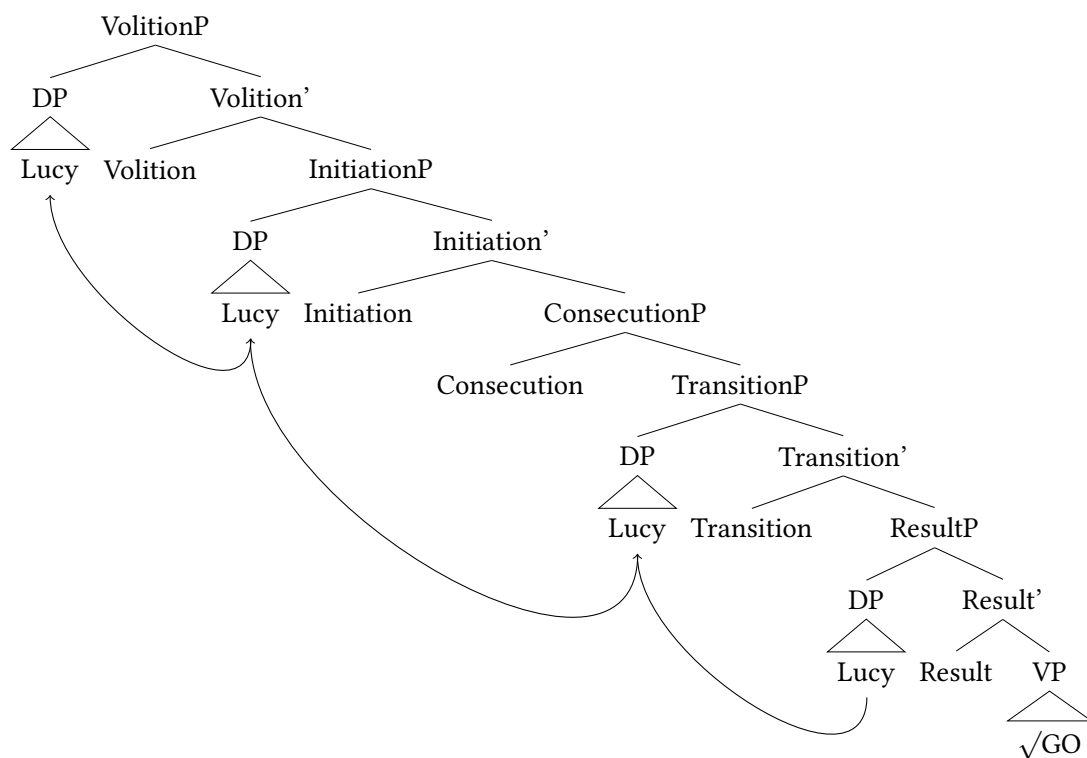 VolitionP
DP Volition’
Lucy Volition InitiationP
DP Initiation’
Lucy Initiation ConsecutionP
Consecution TransitionP
DP Transition’
Lucy Transition ResultP
DP Result’
Lucy Result VP
√GO